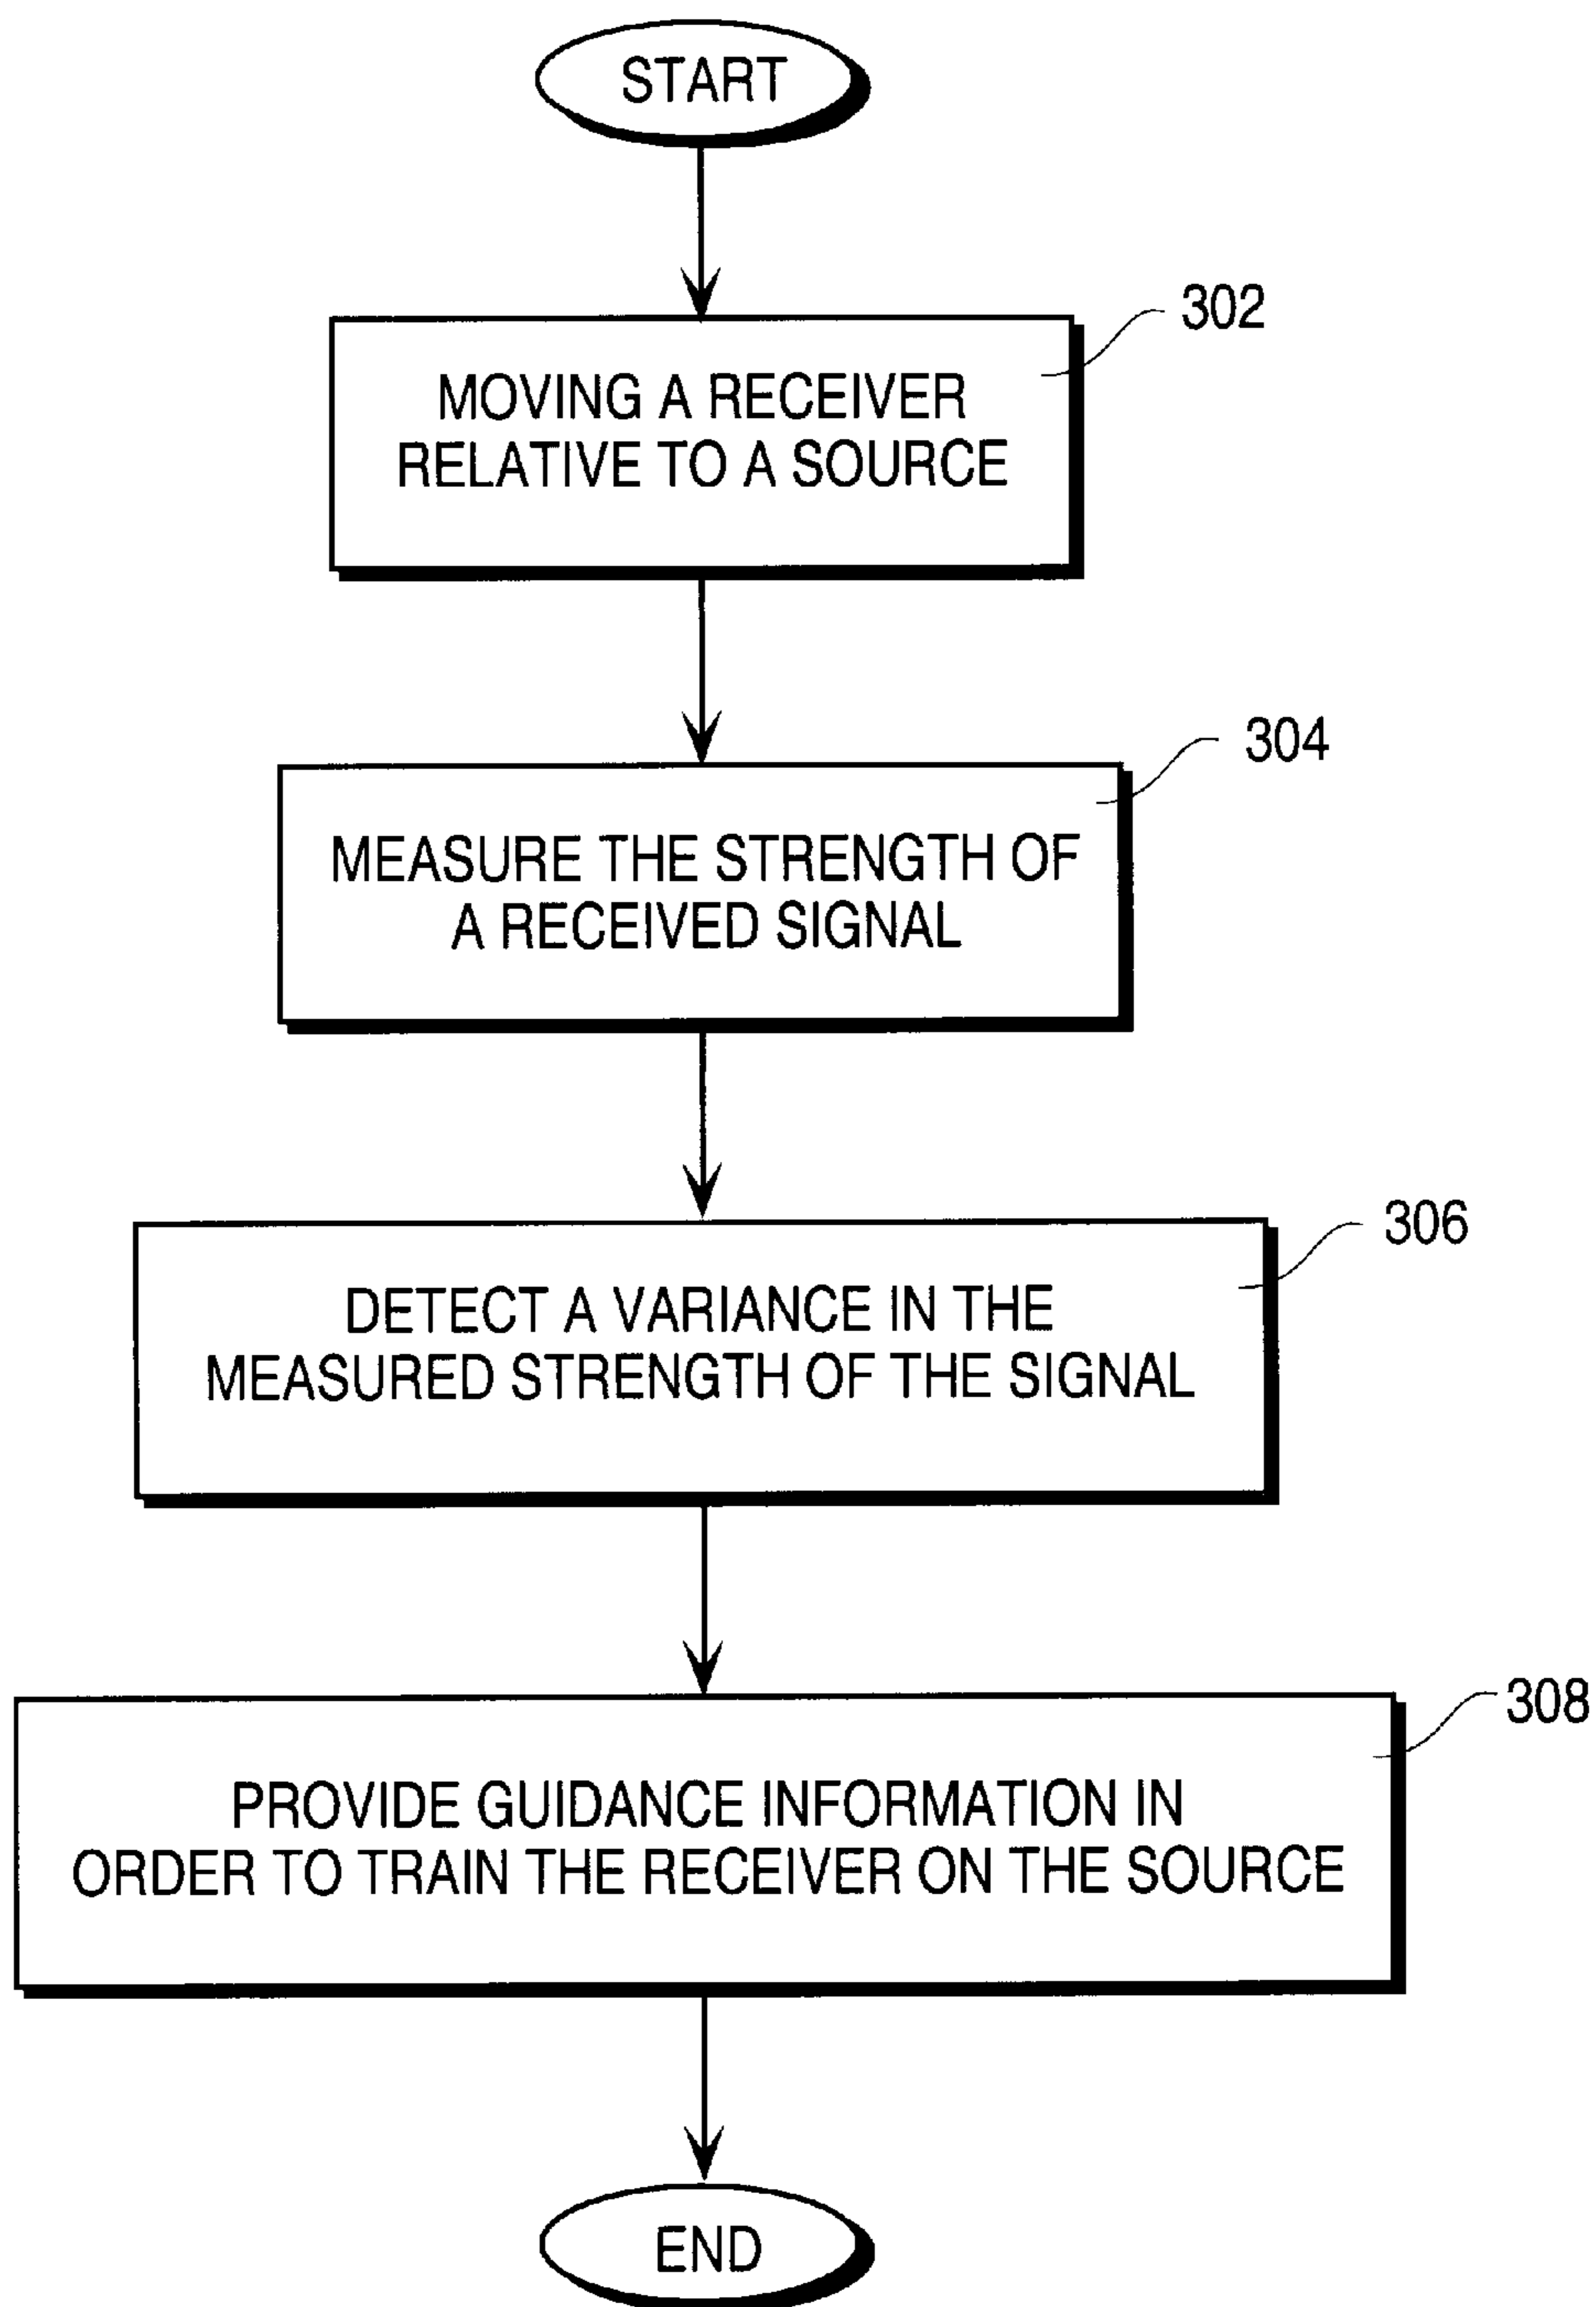 START
302
MOVING A RECEIVER
RELATIVE TO A SOURCE
304
MEASURE THE STRENGTH OF
A RECEIVED SIGNAL
306
DETECT A VARIANCE IN THE
MEASURED STRENGTH OF THE SIGNAL
308
PROVIDE GUIDANCE INFORMATION IN
ORDER TO TRAIN THE RECEIVER ON THE SOURCE
END